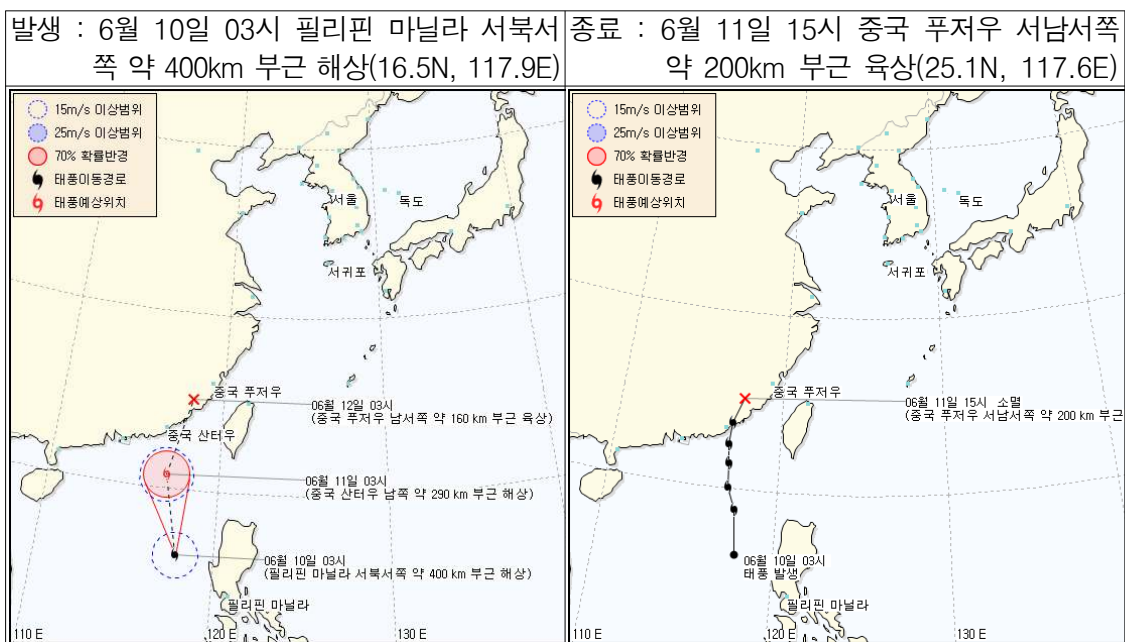 발생 : 6월 10일 03시 필리핀 마닐라 서북서
쪽 약 400km 부근 해상(16.5N, 117.9E)
종료 : 6월 11일 15시 중국 푸저우 서남서쪽
약 200km 부근 육상(25.1N, 117.6E)
15m/s 이상범위
25m/s 이상범위
70% 확률반경
태풍이동경로
태풍예상위치
서울
독도
서귀포
중국 푸저우
06월 12일 03시
(중국 푸저우 남서쪽 약 160 km 부근 육상)
중국 산터우
06월 11일 03시
(중국 산터우 남쪽 약 290 km 부근 해상)
06월 10일 03시
(필리핀 마닐라 서북서쪽 약 400 km 부근 해상)
필리핀 마닐라
110 E
120 E
130 E
15m/s 이상범위
25m/s 이상범위
70% 확률반경
태풍이동경로
태풍예상위치
서울
독도
서귀포
중국 푸저우
06월 11일 15시 소멸
(중국 푸저우 서남서쪽 약 200 km 부근
06월 10일 03시
태풍 발생
필리핀 마닐라
110 E
120 E
130 E